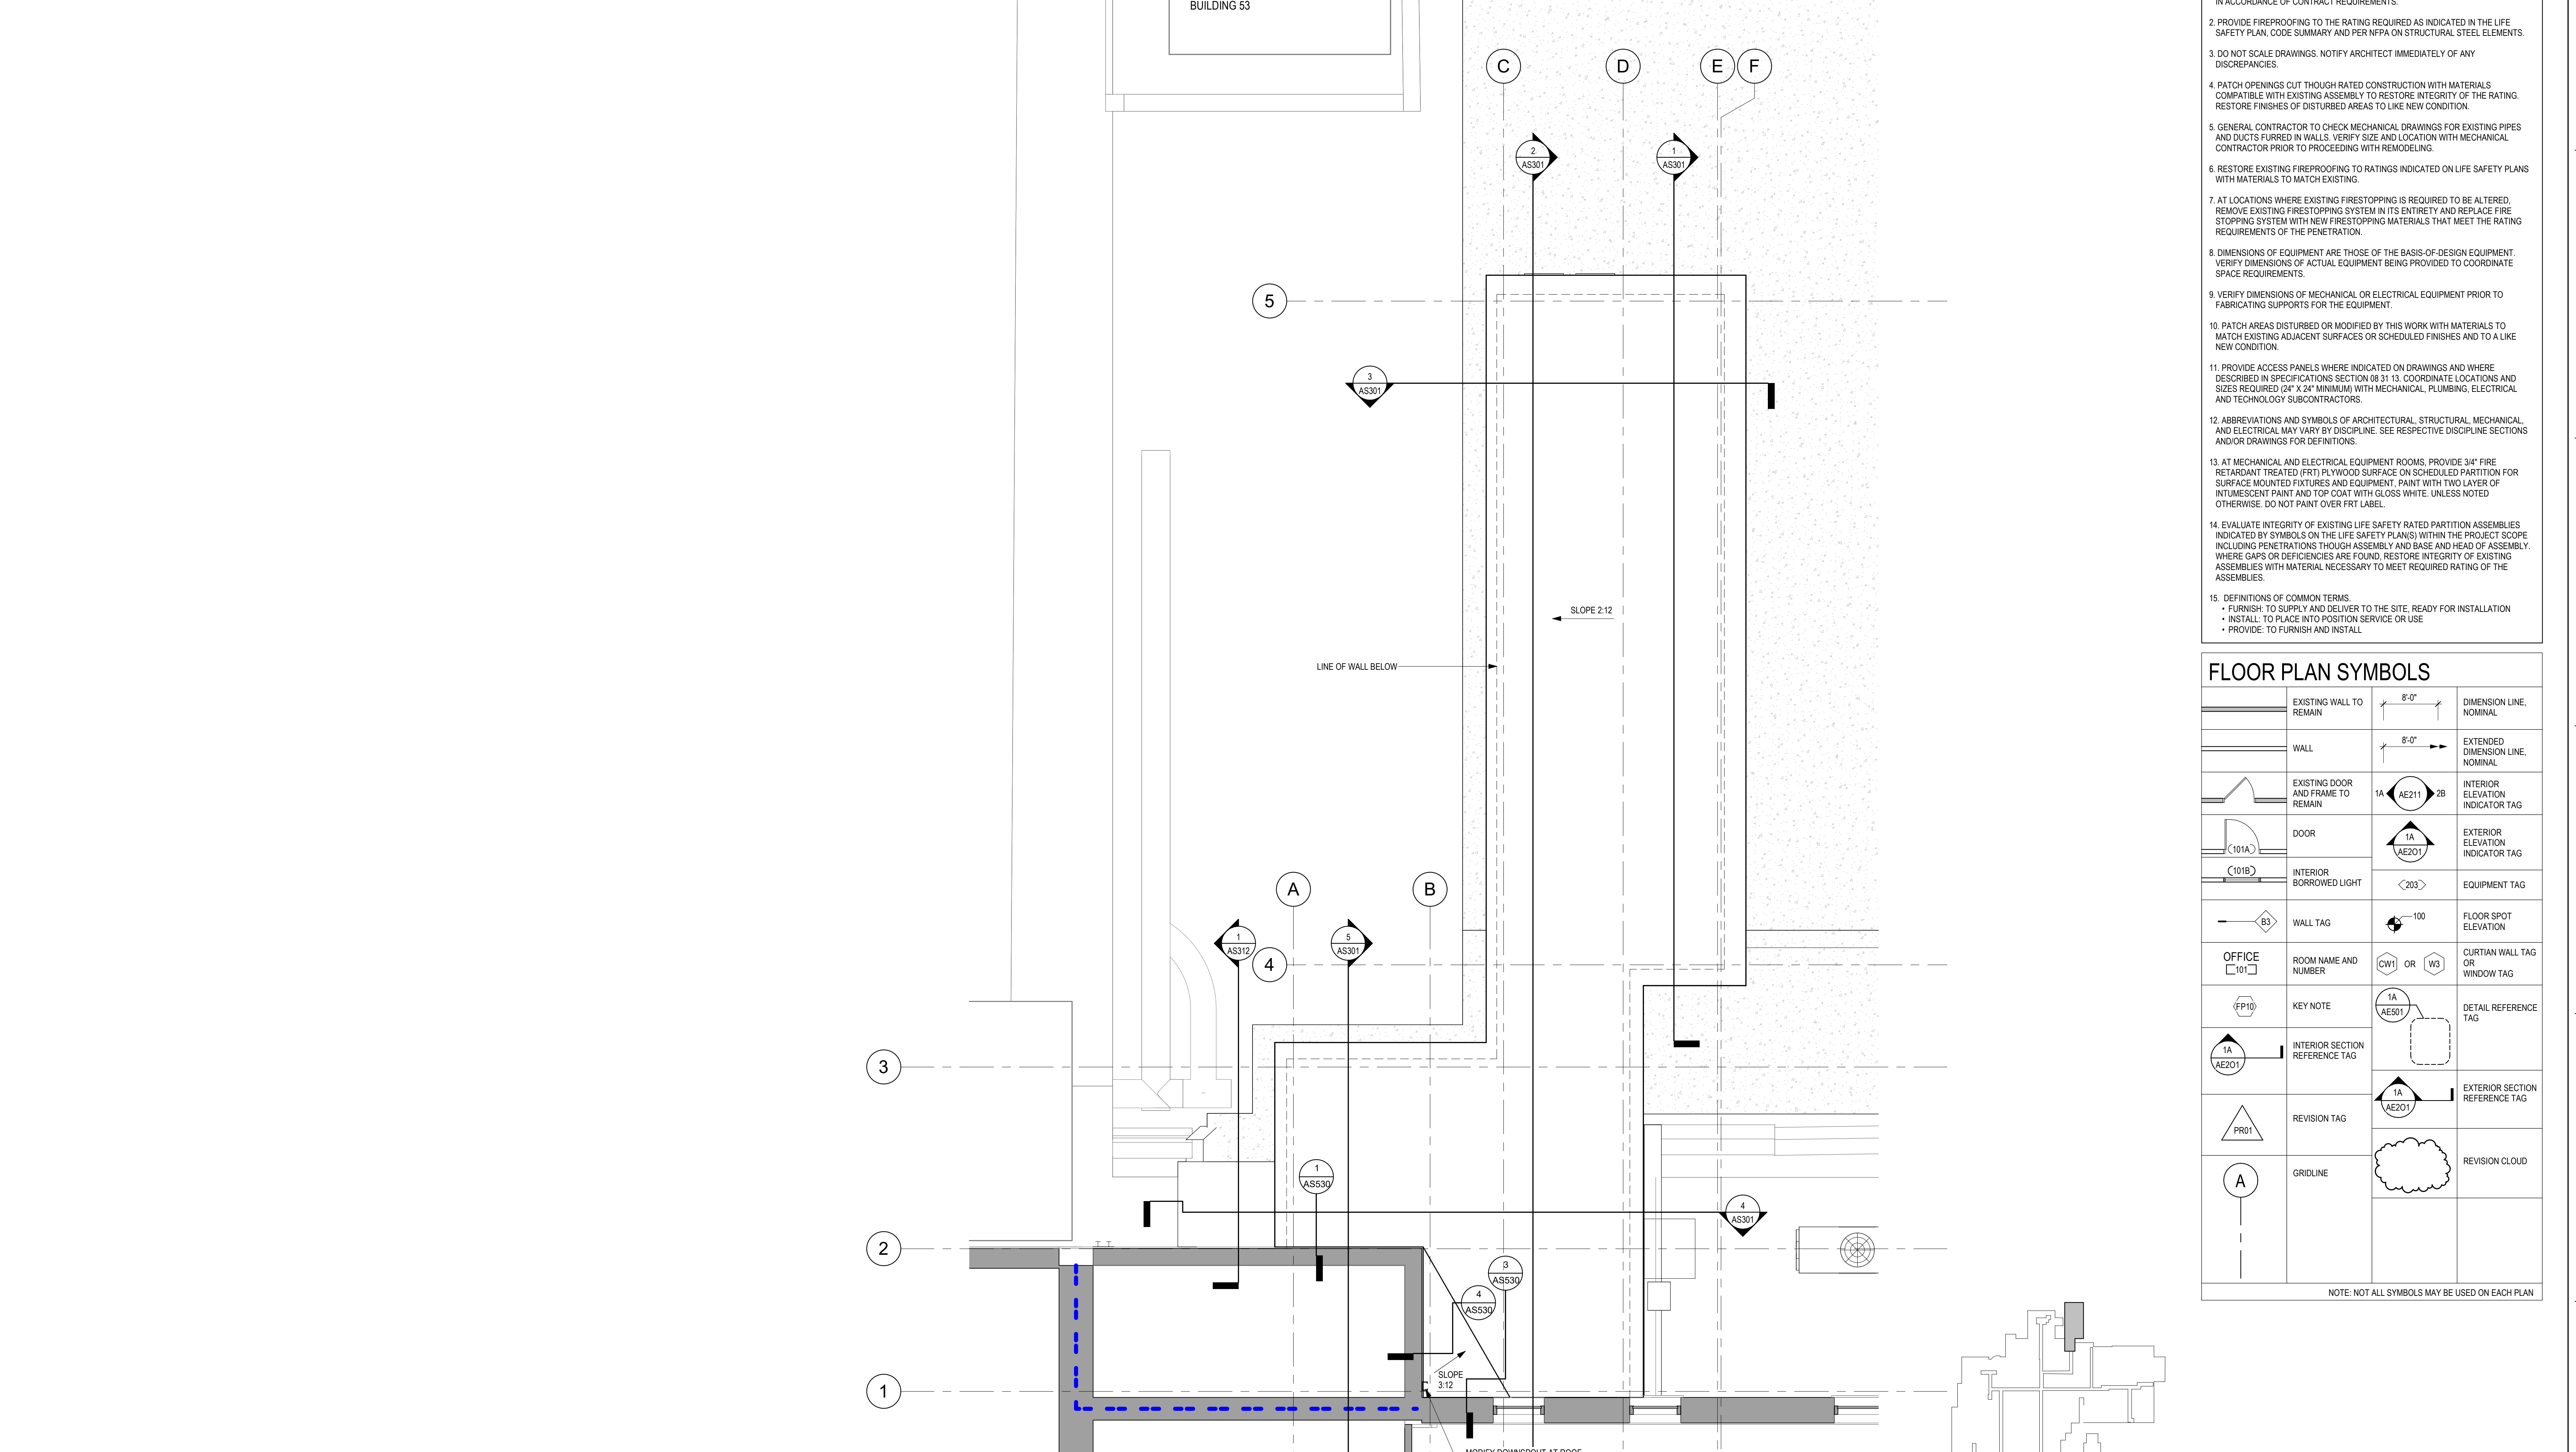 BUILDING 53
C
D
E
F
2
AS301
1
AS301
5
3
AS301
SLOPE 2:12
LINE OF WALL BELOW
A
B
1
AS312
4
5
AS301
3
1
AS530
4
AS301
2
3
AS530
4
AS530
SLOPE
3:12
1
MODIFY DOWNSPOUT AT ROOF
IN ACCORDANCE OF CONTRACT REQUIREMENTS.
2. PROVIDE FIREPROOFING TO THE RATING REQUIRED AS INDICATED IN THE LIFE
SAFETY PLAN, CODE SUMMARY AND PER NFPA ON STRUCTURAL STEEL ELEMENTS.
3. DO NOT SCALE DRAWINGS. NOTIFY ARCHITECT IMMEDIATELY OF ANY
DISCREPANCIES.
4. PATCH OPENINGS CUT THOUGH RATED CONSTRUCTION WITH MATERIALS
COMPATIBLE WITH EXISTING ASSEMBLY TO RESTORE INTEGRITY OF THE RATING.
RESTORE FINISHES OF DISTURBED AREAS TO LIKE NEW CONDITION.
5. GENERAL CONTRACTOR TO CHECK MECHANICAL DRAWINGS FOR EXISTING PIPES
AND DUCTS FURRED IN WALLS. VERIFY SIZE AND LOCATION WITH MECHANICAL
CONTRACTOR PRIOR TO PROCEEDING WITH REMODELING.
6. RESTORE EXISTING FIREPROOFING TO RATINGS INDICATED ON LIFE SAFETY PLANS
WITH MATERIALS TO MATCH EXISTING.
7. AT LOCATIONS WHERE EXISTING FIRESTOPPING IS REQUIRED TO BE ALTERED,
REMOVE EXISTING FIRESTOPPING SYSTEM IN ITS ENTIRETY AND REPLACE FIRE
STOPPING SYSTEM WITH NEW FIRESTOPPING MATERIALS THAT MEET THE RATING
REQUIREMENTS OF THE PENETRATION.
8. DIMENSIONS OF EQUIPMENT ARE THOSE OF THE BASIS-OF-DESIGN EQUIPMENT.
VERIFY DIMENSIONS OF ACTUAL EQUIPMENT BEING PROVIDED TO COORDINATE
SPACE REQUIREMENTS.
9. VERIFY DIMENSIONS OF MECHANICAL OR ELECTRICAL EQUIPMENT PRIOR TO
FABRICATING SUPPORTS FOR THE EQUIPMENT.
10. PATCH AREAS DISTURBED OR MODIFIED BY THIS WORK WITH MATERIALS TO
MATCH EXISTING ADJACENT SURFACES OR SCHEDULED FINISHES AND TO A LIKE
NEW CONDITION.
11. PROVIDE ACCESS PANELS WHERE INDICATED ON DRAWINGS AND WHERE
DESCRIBED IN SPECIFICATIONS SECTION 08 31 13. COORDINATE LOCATIONS AND
SIZES REQUIRED (24" X 24" MINIMUM) WITH MECHANICAL, PLUMBING, ELECTRICAL
AND TECHNOLOGY SUBCONTRACTORS.
12. ABBREVIATIONS AND SYMBOLS OF ARCHITECTURAL, STRUCTURAL, MECHANICAL,
AND ELECTRICAL MAY VARY BY DISCIPLINE. SEE RESPECTIVE DISCIPLINE SECTIONS
AND/OR DRAWINGS FOR DEFINITIONS.
13. AT MECHANICAL AND ELECTRICAL EQUIPMENT ROOMS, PROVIDE 3/4" FIRE
RETARDANT TREATED (FRT) PLYWOOD SURFACE ON SCHEDULED PARTITION FOR
SURFACE MOUNTED FIXTURES AND EQUIPMENT, PAINT WITH TWO LAYER OF
INTUMESCENT PAINT AND TOP COAT WITH GLOSS WHITE. UNLESS NOTED
OTHERWISE. DO NOT PAINT OVER FRT LABEL.
14. EVALUATE INTEGRITY OF EXISTING LIFE SAFETY RATED PARTITION ASSEMBLIES
INDICATED BY SYMBOLS ON THE LIFE SAFETY PLAN(S) WITHIN THE PROJECT SCOPE
INCLUDING PENETRATIONS THOUGH ASSEMBLY AND BASE AND HEAD OF ASSEMBLY.
WHERE GAPS OR DEFICIENCIES ARE FOUND, RESTORE INTEGRITY OF EXISTING
ASSEMBLIES WITH MATERIAL NECESSARY TO MEET REQUIRED RATING OF THE
ASSEMBLIES.
15. DEFINITIONS OF COMMON TERMS.
• FURNISH: TO SUPPLY AND DELIVER TO THE SITE, READY FOR INSTALLATION
• INSTALL: TO PLACE INTO POSITION SERVICE OR USE
• PROVIDE: TO FURNISH AND INSTALL
FLOOR PLAN SYMBOLS
EXISTING WALL TO
REMAIN
8'-0"
DIMENSION LINE,
NOMINAL
WALL
8'-0"
EXTENDED
DIMENSION LINE,
NOMINAL
EXISTING DOOR
AND FRAME TO
REMAIN
1A
AE211
2B
INTERIOR
ELEVATION
INDICATOR TAG
101A
DOOR
1A
AE2O1
EXTERIOR
ELEVATION
INDICATOR TAG
101B
INTERIOR
BORROWED LIGHT
203
EQUIPMENT TAG
B3
WALL TAG
100
FLOOR SPOT
ELEVATION
OFFICE
101
ROOM NAME AND
NUMBER
CW1 OR W3
CURTIAN WALL TAG
OR
WINDOW TAG
FP10
KEY NOTE
1A
AE501
DETAIL REFERENCE
TAG
1A
AE2O1
INTERIOR SECTION
REFERENCE TAG
1A
AE2O1
EXTERIOR SECTION
REFERENCE TAG
PR01
REVISION TAG
REVISION CLOUD
A
GRIDLINE
NOTE: NOT ALL SYMBOLS MAY BE USED ON EACH PLAN